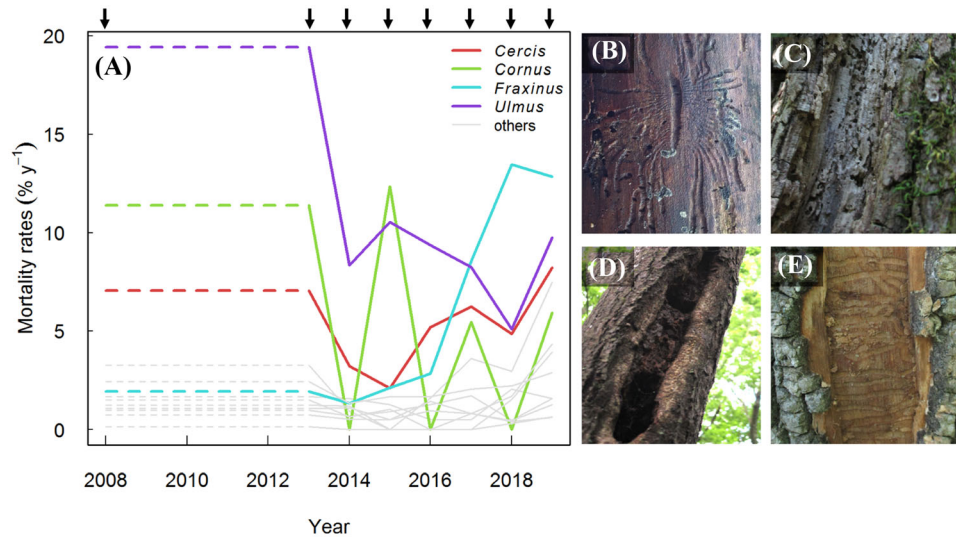 (A)
Cercis
Cornus
Fraxinus
Ulmus
others
20
15
10
5
0
Mortality rates (% y⁻¹)
2008
2010
2012
2014
2016
2018
Year
(B)
(C)
(D)
(E)